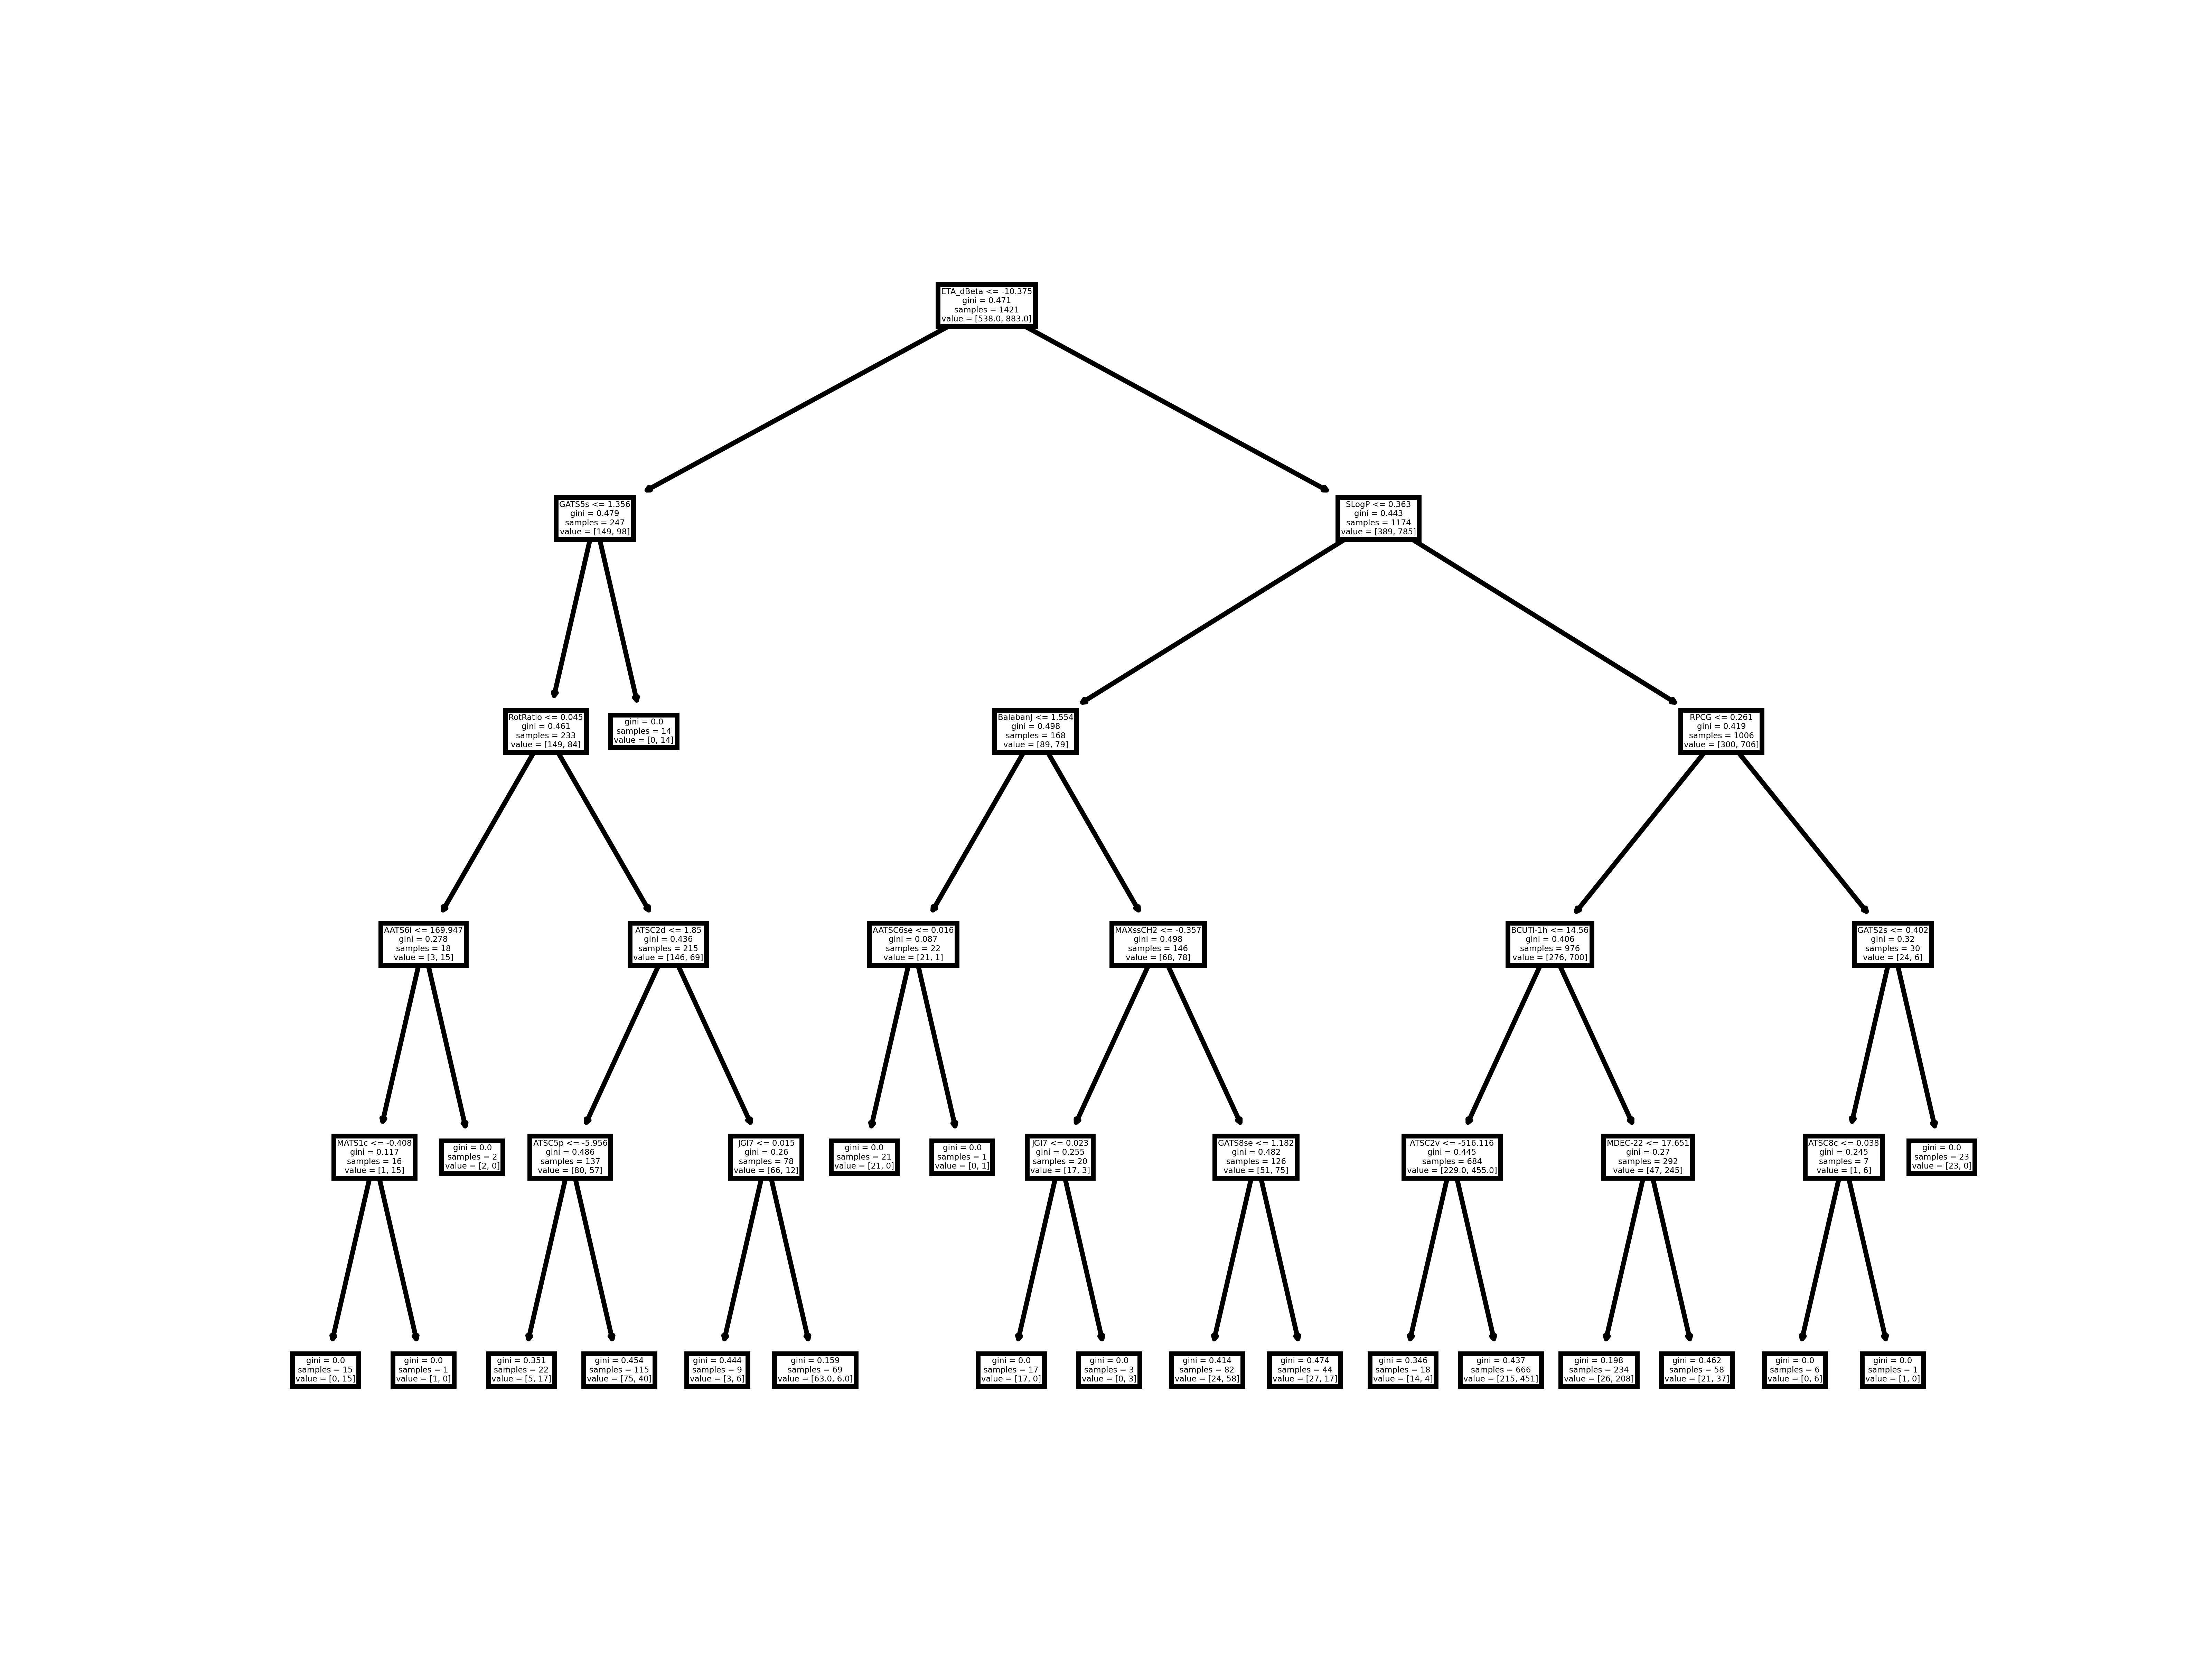 ETA_dBeta <= -10.375
gini = 0.471
samples = 1421
value = [538.0, 883.0]
GATS5s <= 1.356
gini = 0.479
samples = 247
value = [149, 98]
SLogP <= 0.363
gini = 0.443
samples = 1174
value = [389, 785]
RotRatio <= 0.045
gini = 0.461
samples = 233
value = [149, 84]
gini = 0.0
samples = 14
value = [0, 14]
BalabanJ <= 1.554
gini = 0.498
samples = 168
value = [89, 79]
RPCG <= 0.261
gini = 0.419
samples = 1006
value = [300, 706]
AATS6i <= 169.947
gini = 0.278
samples = 18
value = [3, 15]
ATSC2d <= 1.85
gini = 0.436
samples = 215
value = [146, 69]
AATSC6se <= 0.016
gini = 0.087
samples = 22
value = [21, 1]
MAXssCH2 <= -0.357
gini = 0.498
samples = 146
value = [68, 78]
BCUTi-1h <= 14.56
gini = 0.406
samples = 976
value = [276, 700]
GATS2s <= 0.402
gini = 0.32
samples = 30
value = [24, 6]
MATS1c <= -0.408
gini = 0.117
samples = 16
value = [1, 15]
gini = 0.0
samples = 2
value = [2, 0]
ATSC5p <= -5.956
gini = 0.486
samples = 137
value = [80, 57]
JGI7 <= 0.015
gini = 0.26
samples = 78
value = [66, 12]
gini = 0.0
samples = 21
value = [21, 0]
gini = 0.0
samples = 1
value = [0, 1]
JGI7 <= 0.023
gini = 0.255
samples = 20
value = [17, 3]
GATS8se <= 1.182
gini = 0.482
samples = 126
value = [51, 75]
ATSC2v <= -516.116
gini = 0.445
samples = 684
value = [229.0, 455.0]
MDEC-22 <= 17.651
gini = 0.27
samples = 292
value = [47, 245]
ATSC8c <= 0.038
gini = 0.245
samples = 7
value = [1, 6]
gini = 0.0
samples = 23
value = [23, 0]
gini = 0.0
samples = 15
value = [0, 15]
gini = 0.0
samples = 1
value = [1, 0]
gini = 0.351
samples = 22
value = [5, 17]
gini = 0.454
samples = 115
value = [75, 40]
gini = 0.444
samples = 9
value = [3, 6]
gini = 0.159
samples = 69
value = [63.0, 6.0]
gini = 0.0
samples = 17
value = [17, 0]
gini = 0.0
samples = 3
value = [0, 3]
gini = 0.414
samples = 82
value = [24, 58]
gini = 0.474
samples = 44
value = [27, 17]
gini = 0.346
samples = 18
value = [14, 4]
gini = 0.437
samples = 666
value = [215, 451]
gini = 0.198
samples = 234
value = [26, 208]
gini = 0.462
samples = 58
value = [21, 37]
gini = 0.0
samples = 6
value = [0, 6]
gini = 0.0
samples = 1
value = [1, 0]